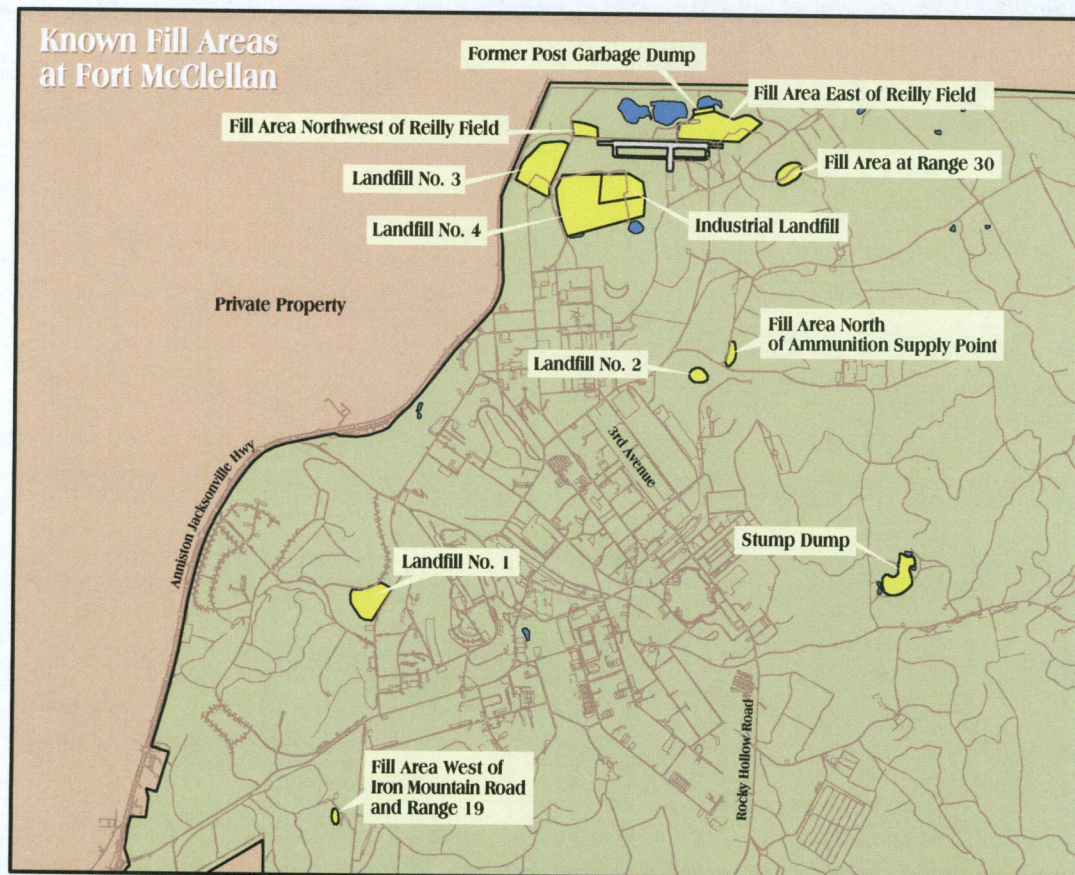 Known Fill Areas
at Fort McClellan
Former Post Garbage Dump
Fill Area East of Reilly Field
Fill Area Northwest of Reilly Field
Fill Area at Range 30
Landfill No. 3
Landfill No. 4
Industrial Landfill
Private Property
Fill Area North
of Ammunition Supply Point
Landfill No. 2
3rd Avenue
Anniston Jacksonville Hwy
Stump Dump
Landfill No. 1
Rocky Hollow Road
Fill Area West of
Iron Mountain Road
and Range 19